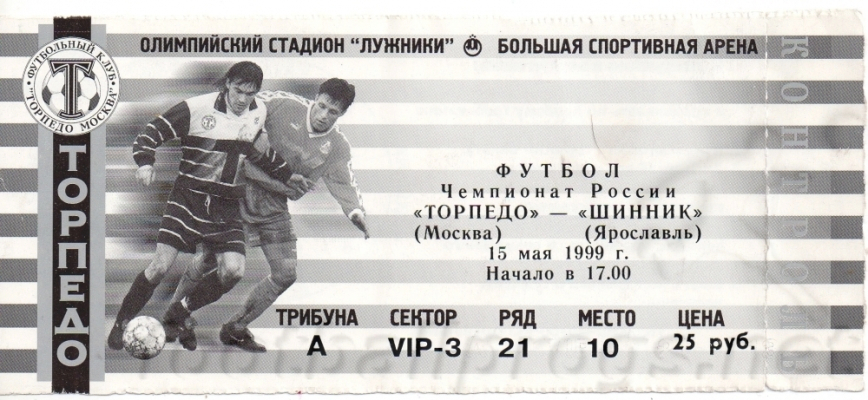 ОЛИМПИЙСКИЙ СТАДИОН "ЛУЖНИКИ" БОЛЬШАЯ СПОРТИВНАЯ АРЕНА
ФУТБОЛЬНЫЙ КЛУБ
"ТОРПЕДО МОСКВА"
Т
ТОРПЕДО
ФУТБОЛ
Чемпионат России
«ТОРПЕДО» — «ШИННИК»
(Москва) (Ярославль)
15 мая 1999 г.
Начало в 17.00
ТРИБУНА СЕКТОР РЯД МЕСТО ЦЕНА
А VIP-3 21 10 25 руб.
КОНТРОЛЬ